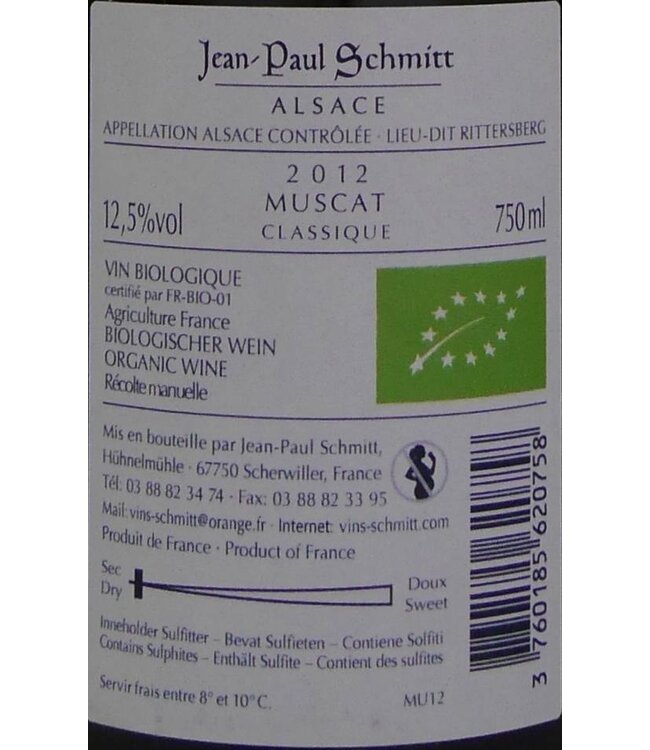 Jean-Paul Schmitt
ALSACE
APPELLATION ALSACE CONTRÔLÉE · LIEU-DIT RITTERSBERG
2012
MUSCAT
12,5%vol
CLASSIQUE
750ml
VIN BIOLOGIQUE
certifié par FR-BIO-01
Agriculture France
BIOLOGISCHER WEIN
ORGANIC WINE
Récolte manuelle
Mis en bouteille par Jean-Paul Schmitt,
Hühnelmühle · 67750 Scherwiller, France
Tél: 03 88 82 34 74 · Fax: 03 88 82 33 95
Mail: vins-schmitt@orange.fr · Internet: vins-schmitt.com
Produit de France · Product of France
Sec Doux
Dry Sweet
Inneholder Sulfitter – Bevat Sulfieten – Contiene Solfiti
Contains Sulphites – Enthält Sulfite – Contient des sulfites
Servir frais entre 8° et 10°C.
MU12
3 760185 620758